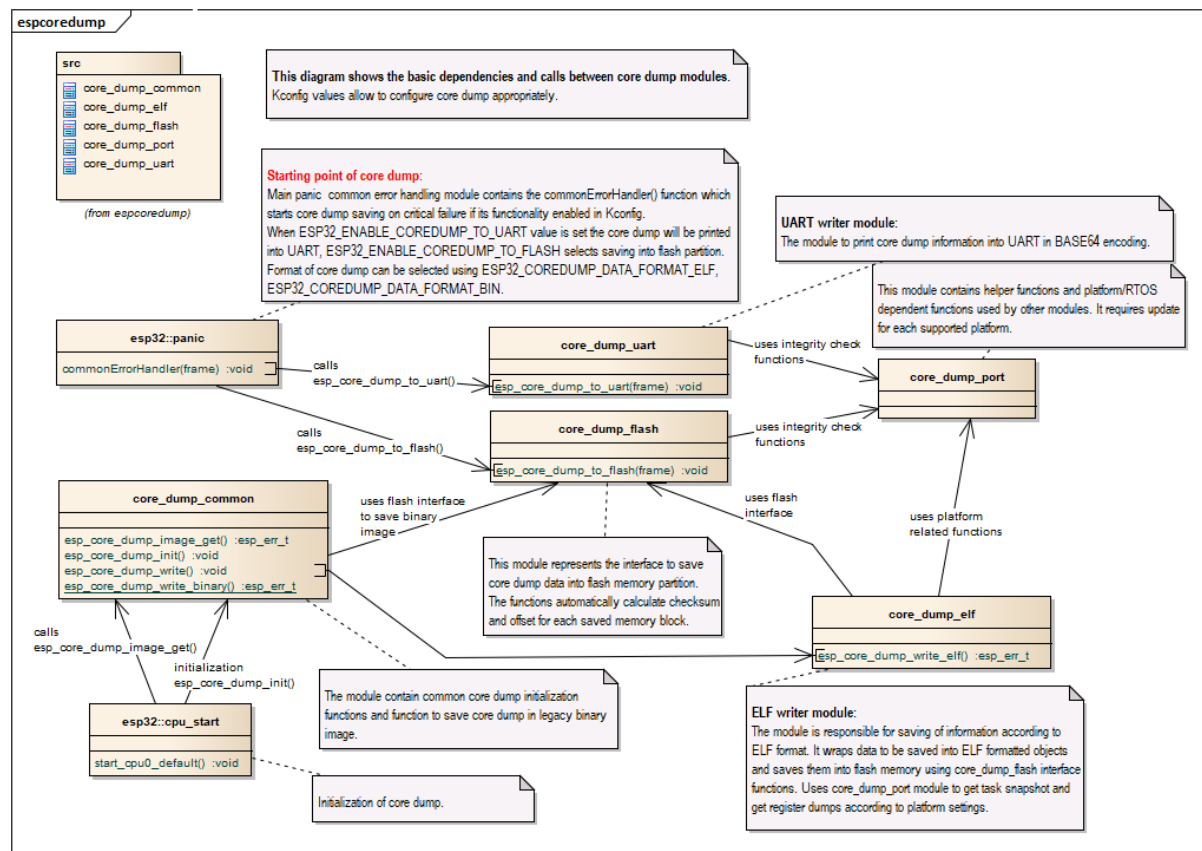 espcoredump
src
core_dump_common
core_dump_elf
core_dump_flash
core_dump_port
core_dump_uart
(from espcoredump)
This diagram shows the basic dependencies and calls between core dump modules.
Kconfig values allow to configure core dump appropriately.
Starting point of core dump:
Main panic common error handling module contains the commonErrorHandler() function which
starts core dump saving on critical failure if its functionality enabled in Kconfig.
When ESP32_ENABLE_COREDUMP_TO_UART value is set the core dump will be printed
into UART, ESP32_ENABLE_COREDUMP_TO_FLASH selects saving into flash partition.
Format of core dump can be selected using ESP32_COREDUMP_DATA_FORMAT_ELF,
ESP32_COREDUMP_DATA_FORMAT_BIN.
UART writer module:
The module to print core dump information into UART in BASE64 encoding.
This module contains helper functions and platform/RTOS
dependent functions used by other modules. It requires update
for each supported platform.
esp32::panic
commonErrorHandler(frame) :void
calls
esp_core_dump_to_uart()
core_dump_uart
esp_core_dump_to_uart(frame) :void
uses integrity check
functions
core_dump_port
calls
esp_core_dump_to_flash()
core_dump_flash
esp_core_dump_to_flash(frame) :void
uses integrity check
functions
core_dump_common
esp_core_dump_image_get() :esp_err_t
esp_core_dump_init() :void
esp_core_dump_write() :void
esp_core_dump_write_binary() :esp_err_t
uses flash interface
to save binary
image
uses flash
interface
uses platform
related functions
This module represents the interface to save
core dump data into flash memory partition.
The functions automatically calculate checksum
and offset for each saved memory block.
core_dump_elf
esp_core_dump_write_elf() :esp_err_t
calls
esp_core_dump_image_get()
initialization
esp_core_dump_init()
The module contain common core dump initialization
functions and function to save core dump in legacy binary
image.
esp32::cpu_start
start_cpu0_default() :void
Initialization of core dump.
ELF writer module:
The module is responsible for saving of information according to
ELF format. It wraps data to be saved into ELF formatted objects
and saves them into flash memory using core_dump_flash interface
functions. Uses core_dump_port module to get task snapshot and
get register dumps according to platform settings.